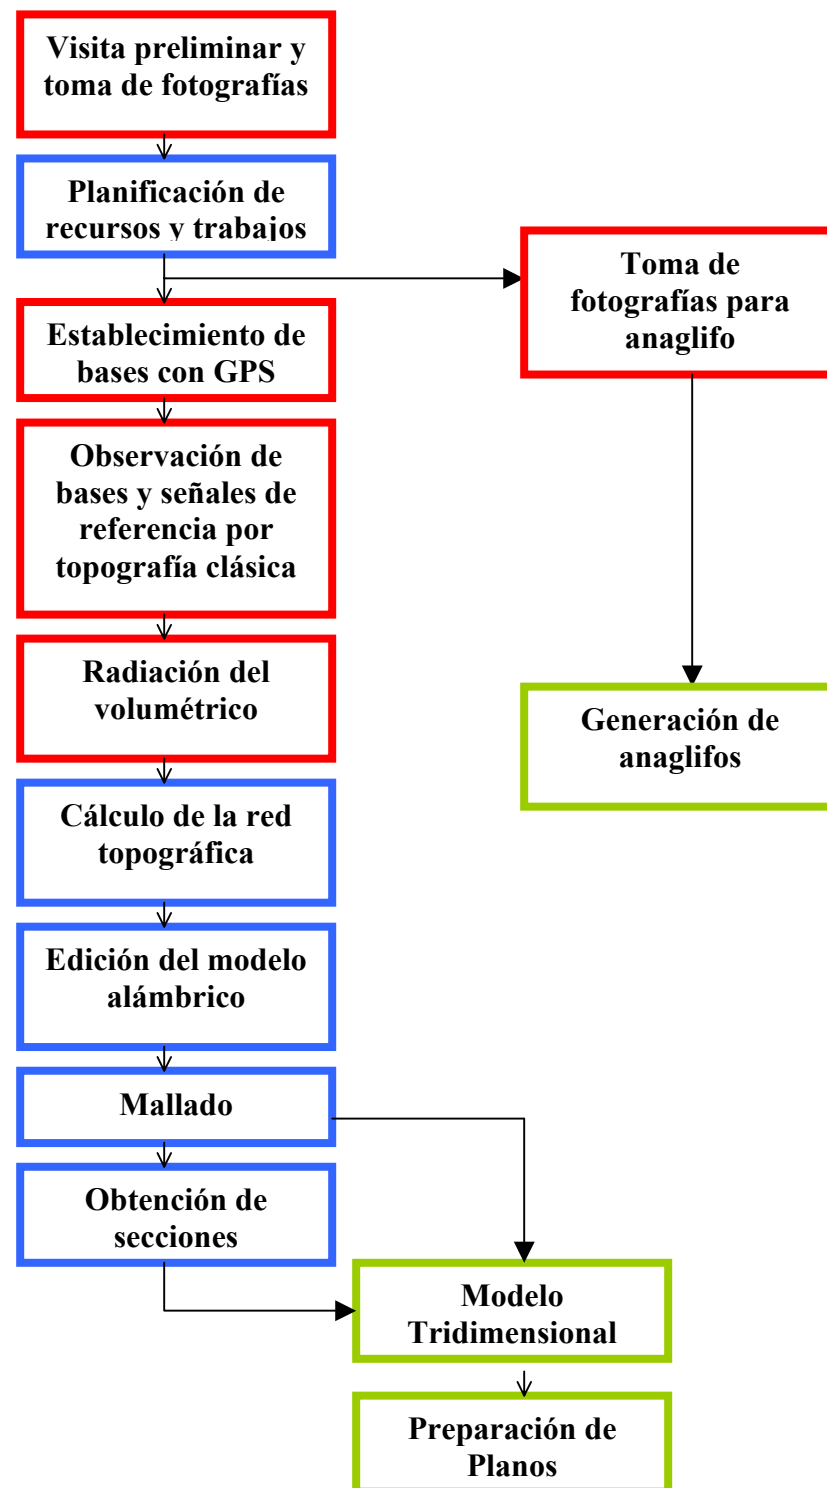 Visita preliminar y
toma de fotografías
Planificación de
recursos y trabajos
Toma de
fotografías para
anaglifo
Establecimiento de
bases con GPS
Observación de
bases y señales de
referencia por
topografía clásica
Radiación del
volumétrico
Generación de
anaglifos
Cálculo de la red
topográfica
Edición del modelo
alámbrico
Mallado
Obtención de
secciones
Modelo
Tridimensional
Preparación de
Planos